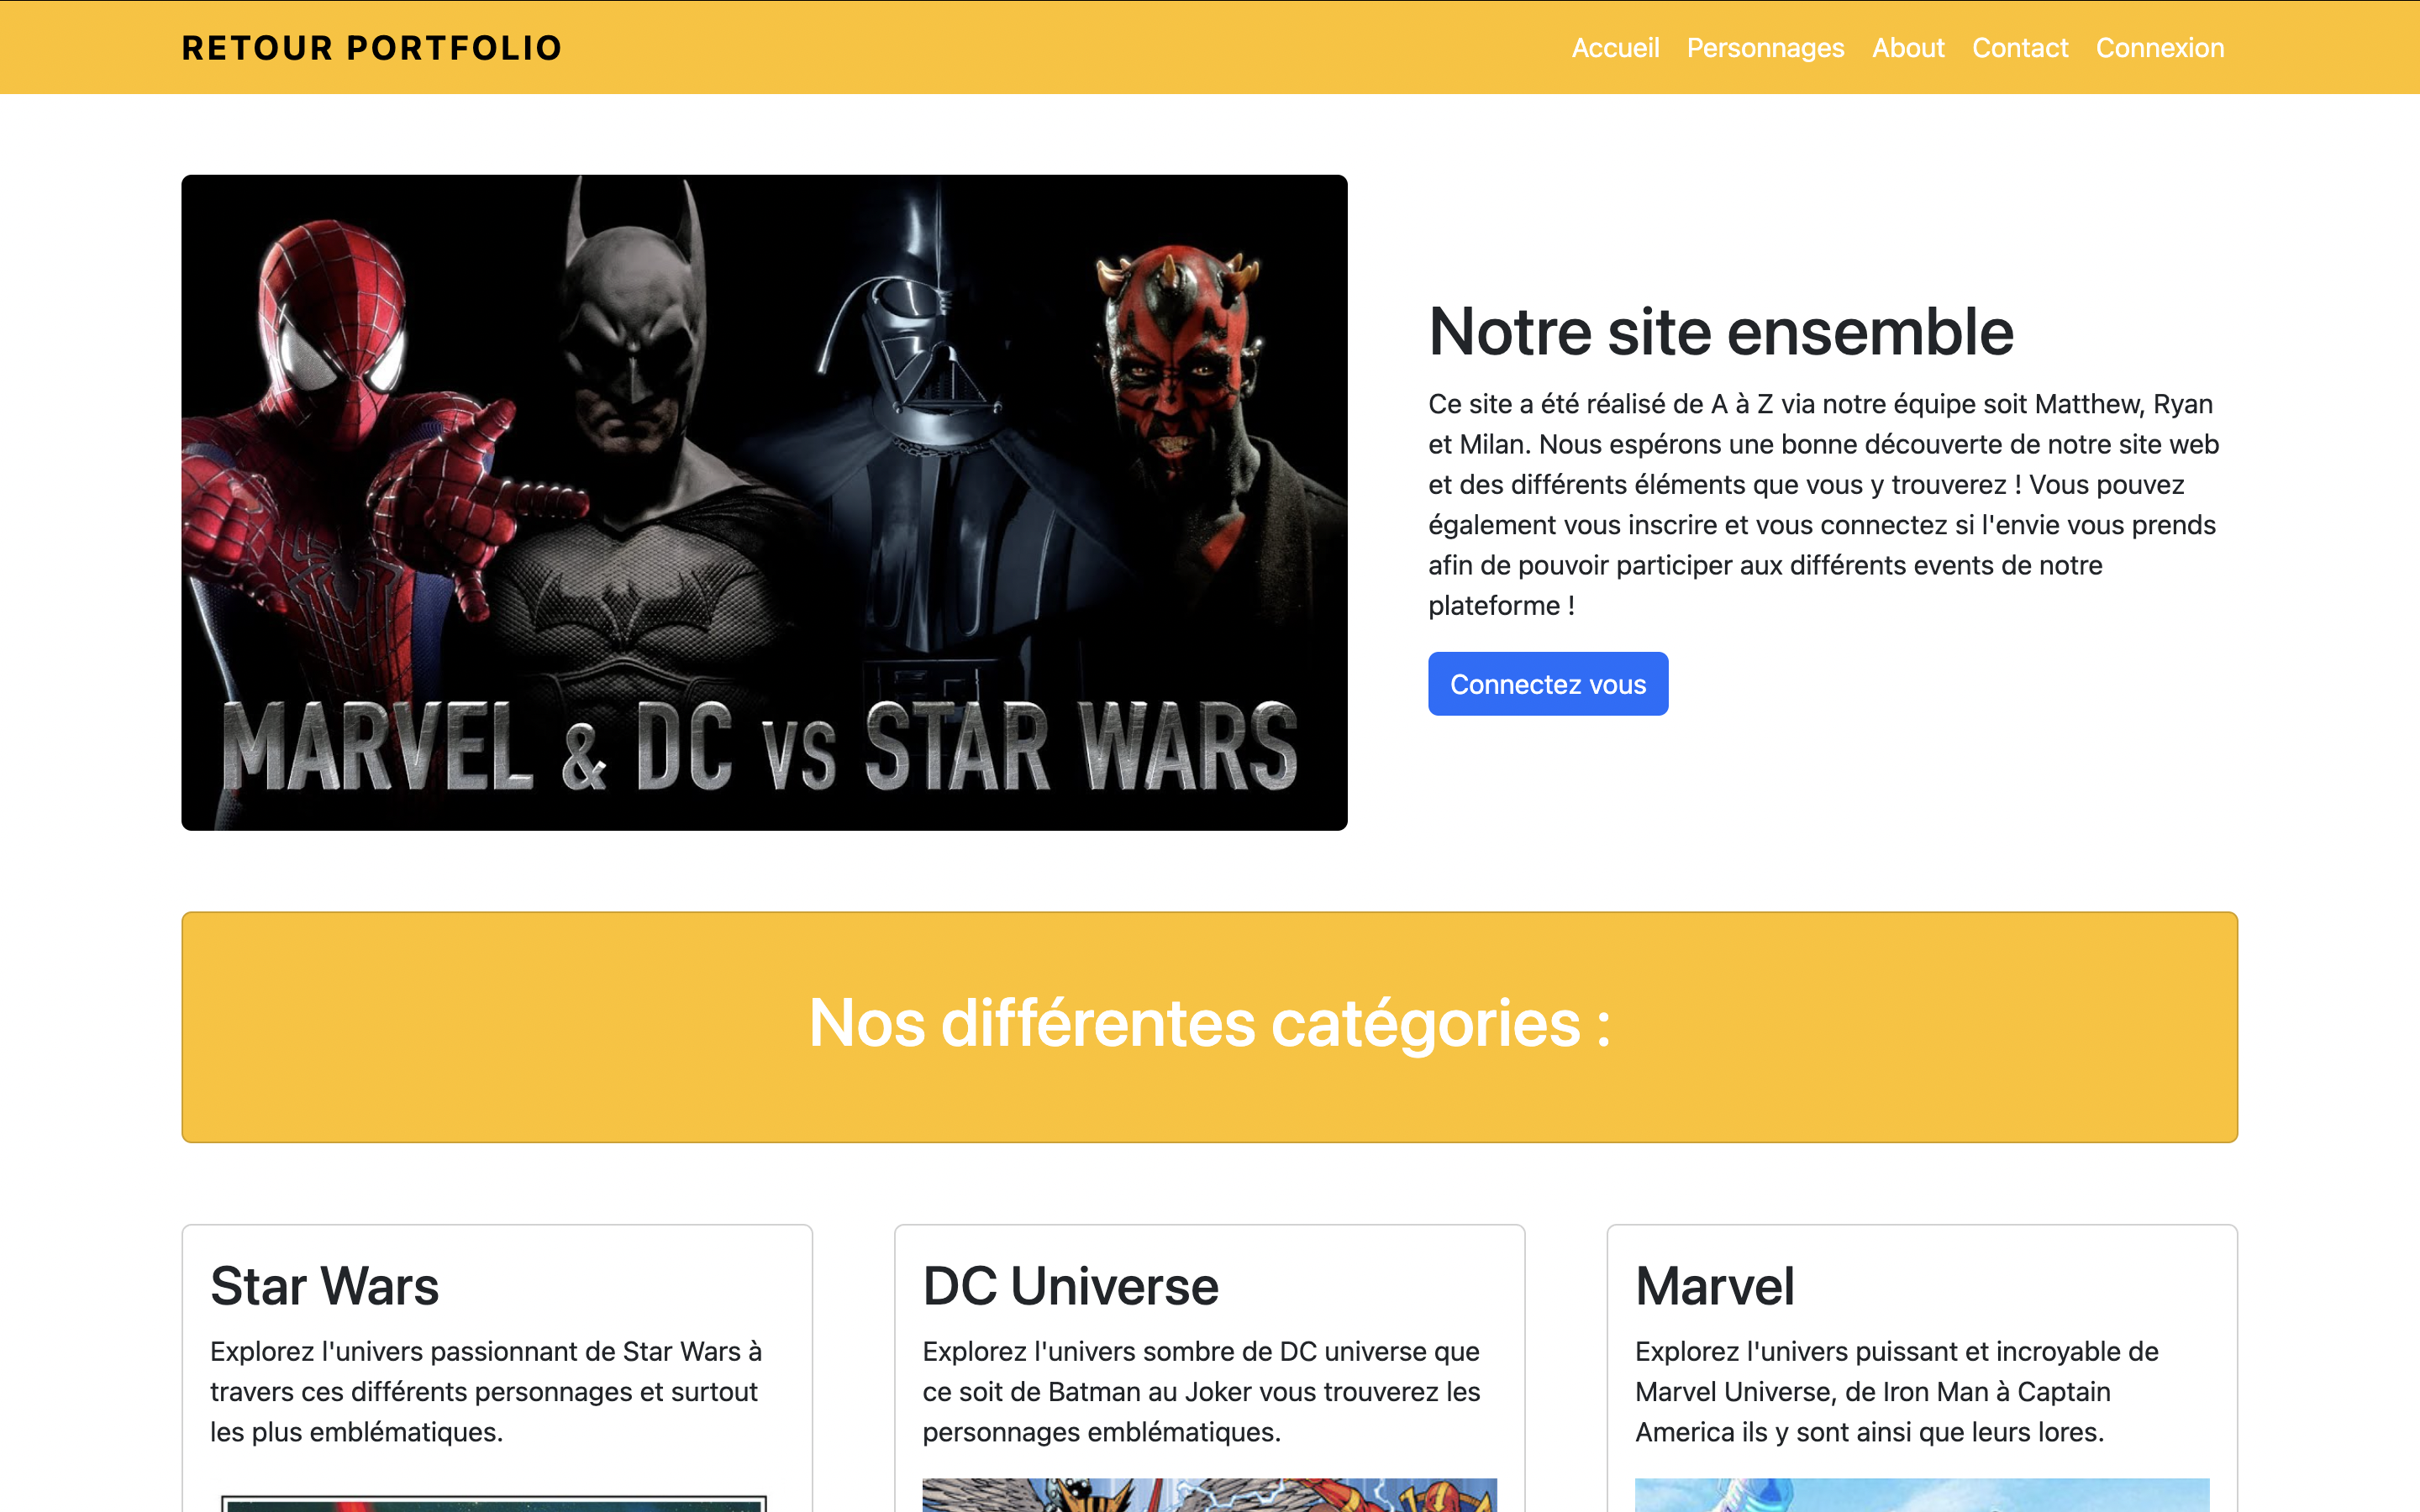 RETOUR PORTFOLIO
Accueil Personnages About Contact Connexion
MARVEL & DC VS STAR WARS
Notre site ensemble
Ce site a été réalisé de A à Z via notre équipe soit Matthew, Ryan
et Milan. Nous espérons une bonne découverte de notre site web
et des différents éléments que vous y trouverez ! Vous pouvez
également vous inscrire et vous connectez si l'envie vous prends
afin de pouvoir participer aux différents events de notre
plateforme !
Connectez vous
Nos différentes catégories :
Star Wars
Explorez l'univers passionnant de Star Wars à
travers ces différents personnages et surtout
les plus emblématiques.
DC Universe
Explorez l'univers sombre de DC universe que
ce soit de Batman au Joker vous trouverez les
personnages emblématiques.
Marvel
Explorez l'univers puissant et incroyable de
Marvel Universe, de Iron Man à Captain
America ils y sont ainsi que leurs lores.